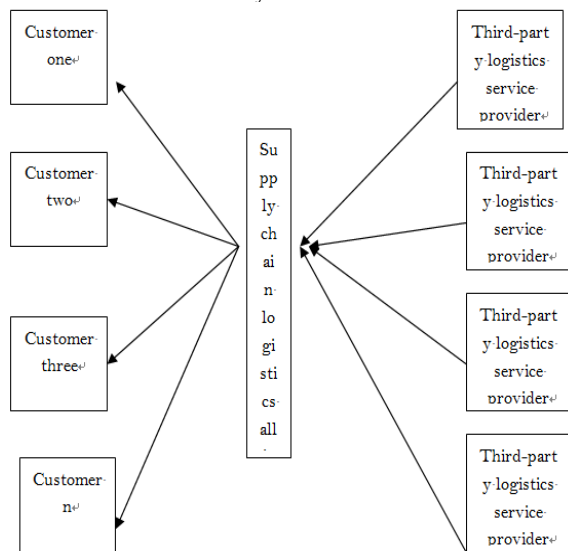 Customer
one
Customer
two
Customer
three
Customer
n
Su
pp
ly
ch
ai
n lo
gi
sti
cs
all
Third-part
y logistics
service
provider
Third-part
y logistics
service
provider
Third-part
y logistics
service
provider
Third-part
y logistics
service
provider